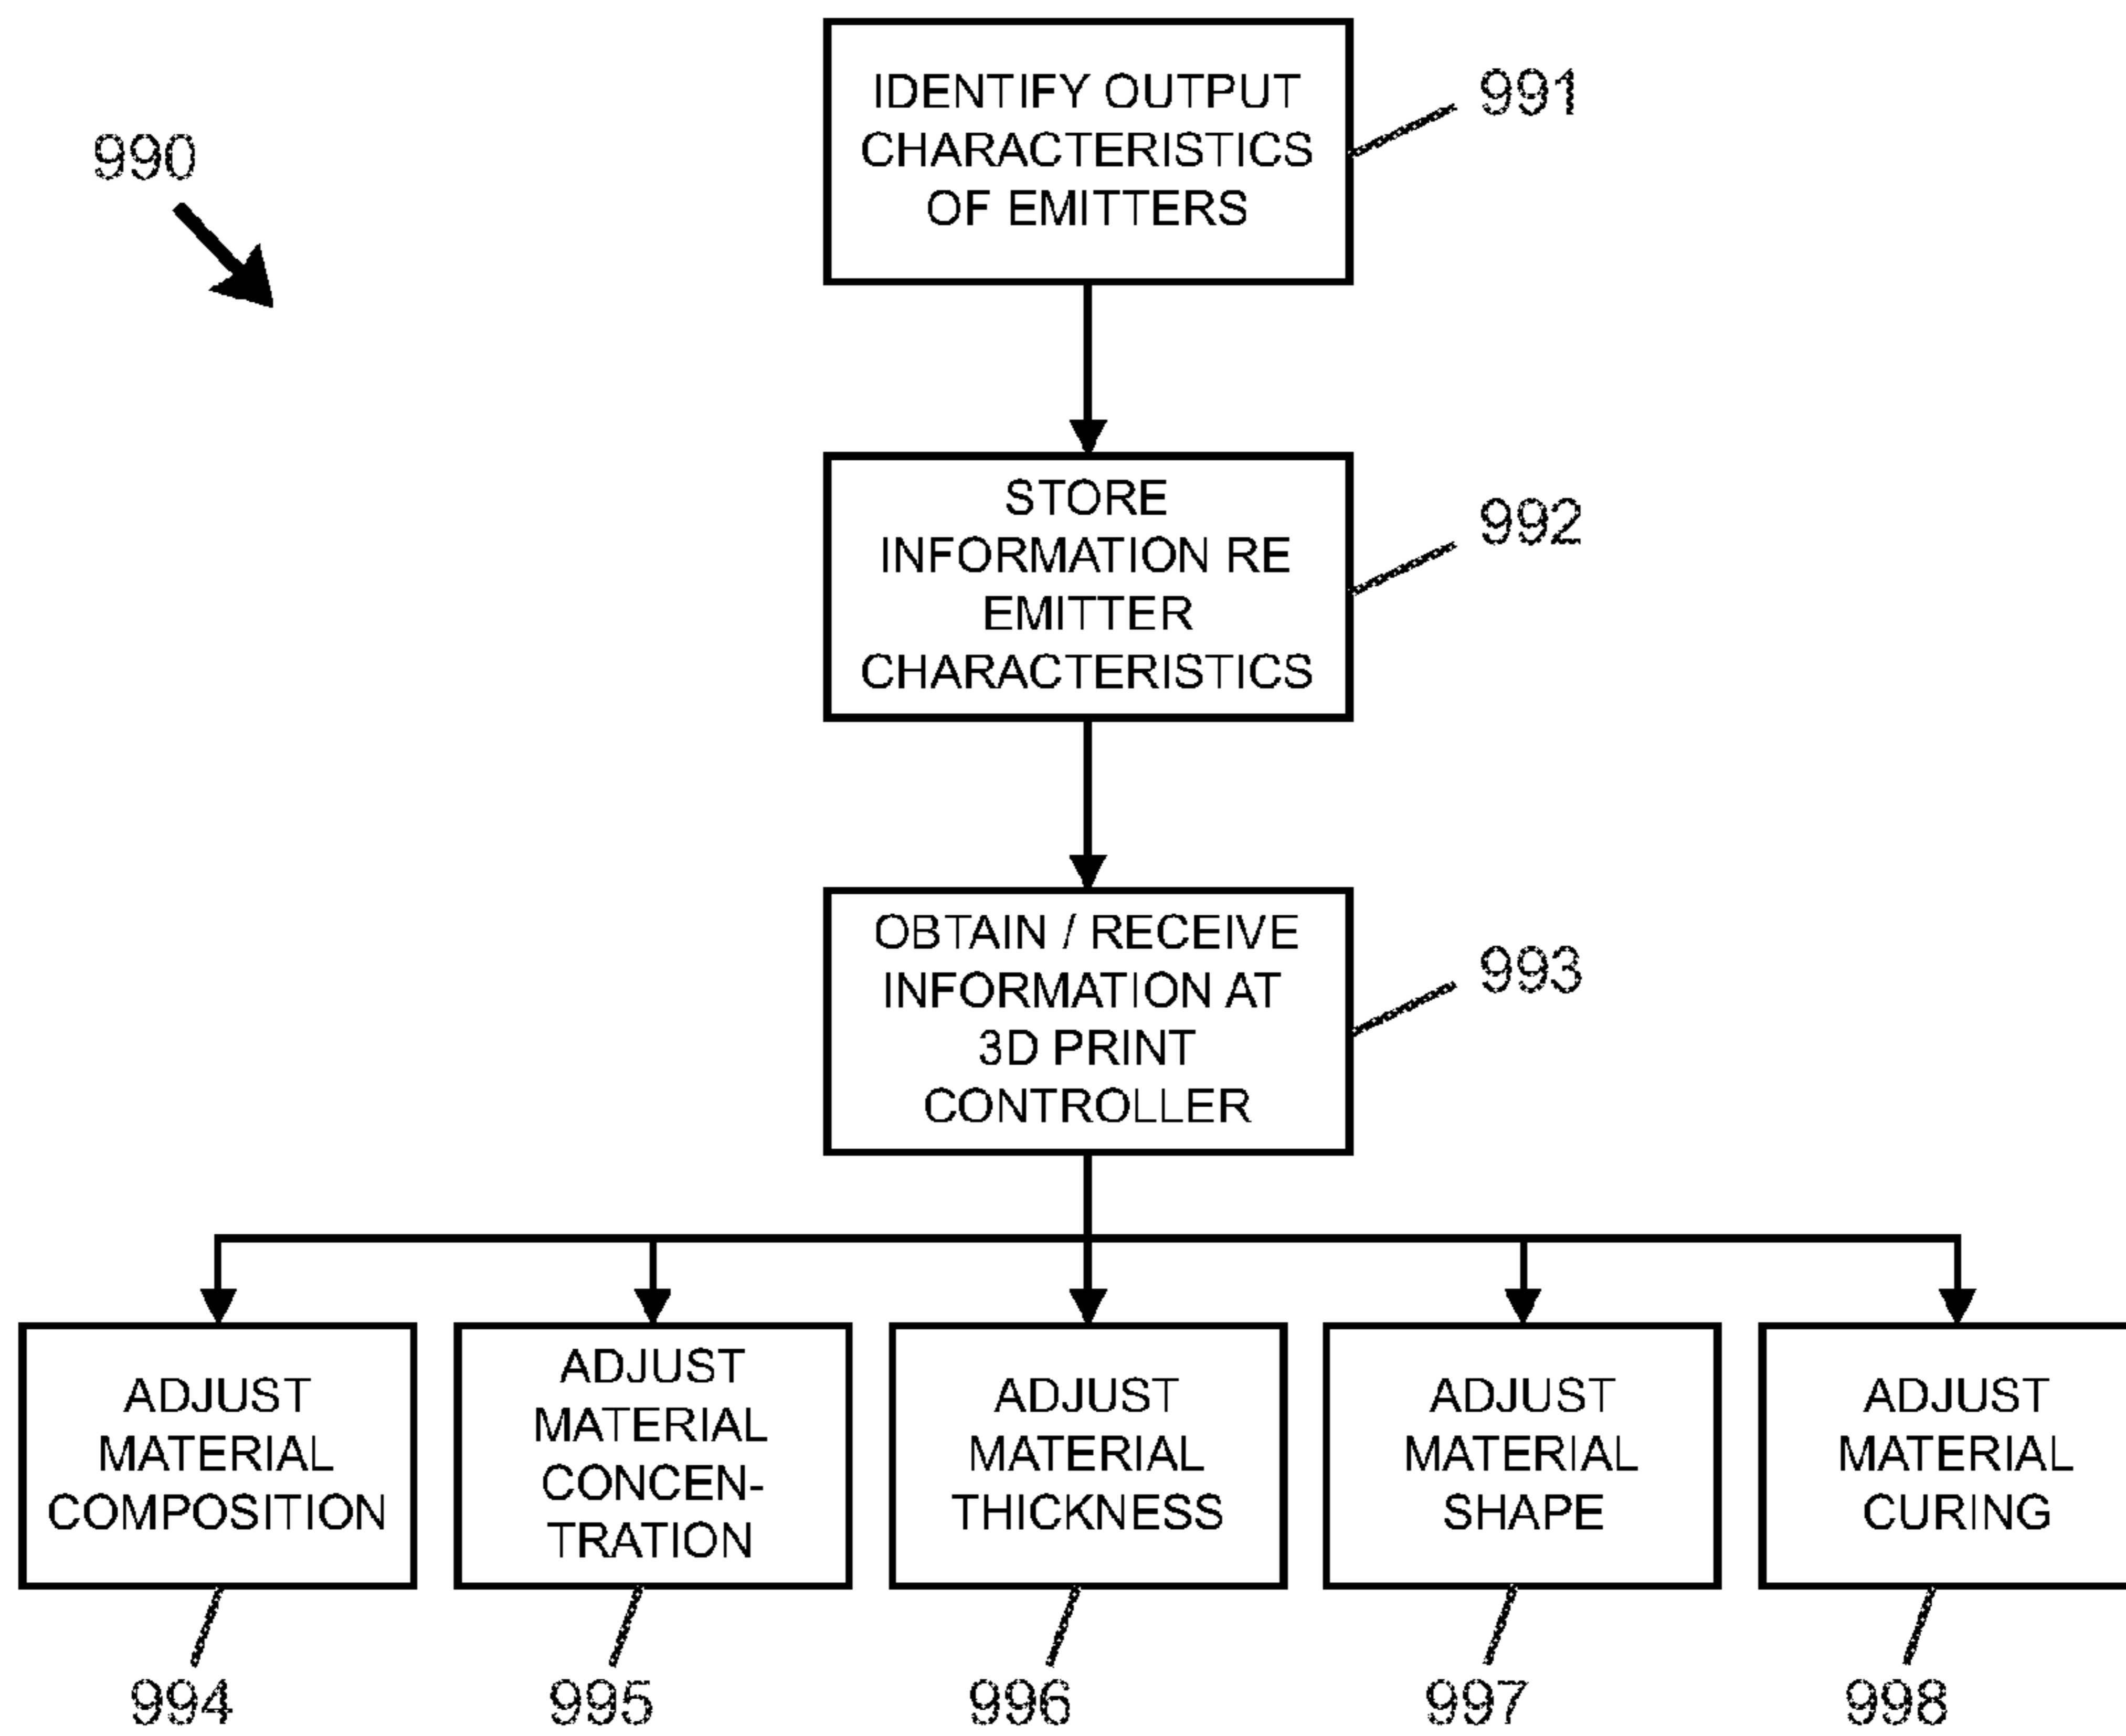 990
IDENTIFY OUTPUT
CHARACTERISTICS
OF EMITTERS
991
STORE
INFORMATION RE
EMITTER
CHARACTERISTICS
992
OBTAIN / RECEIVE
INFORMATION AT
3D PRINT
CONTROLLER
993
ADJUST
MATERIAL
COMPOSITION
994
ADJUST
MATERIAL
CONCEN-
TRATION
995
ADJUST
MATERIAL
THICKNESS
996
ADJUST
MATERIAL
SHAPE
997
ADJUST
MATERIAL
CURING
998